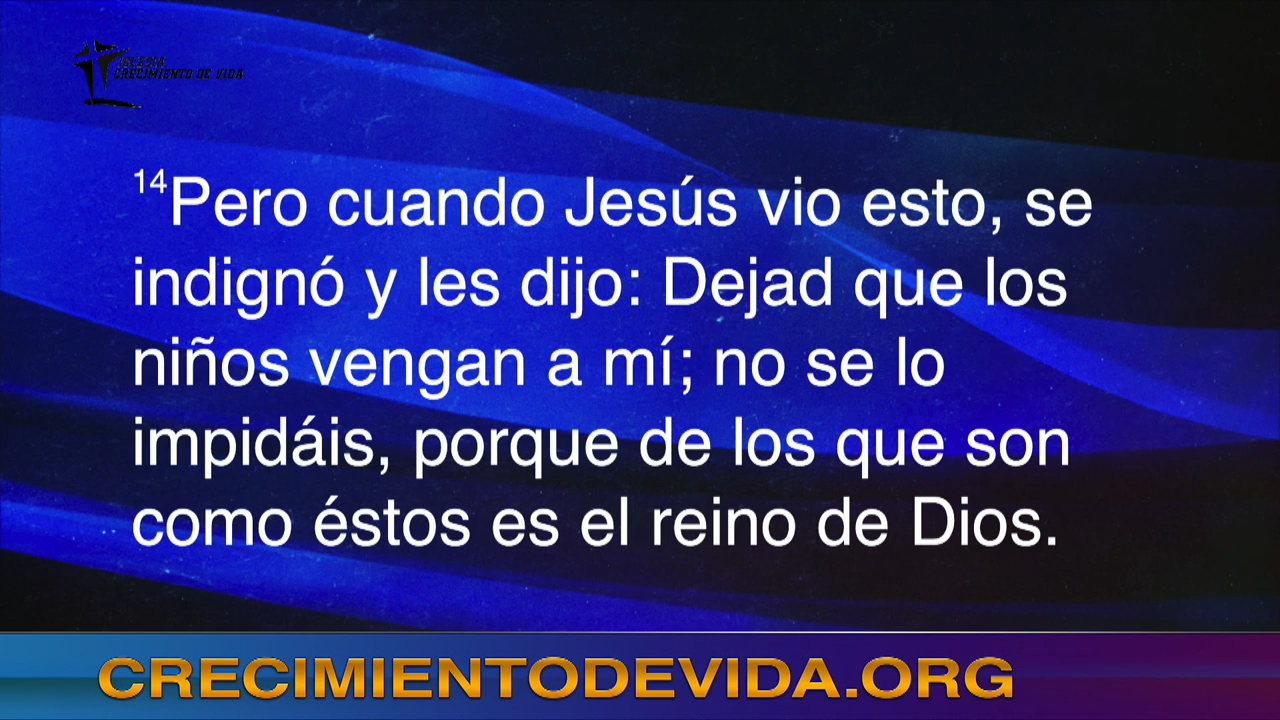 IGLESIA
CRECIMIENTO DE VIDA
14Pero cuando Jesús vio esto, se
indignó y les dijo: Dejad que los
niños vengan a mí; no se lo
impidáis, porque de los que son
como éstos es el reino de Dios.
CRECIMIENTODEVIDA.ORG